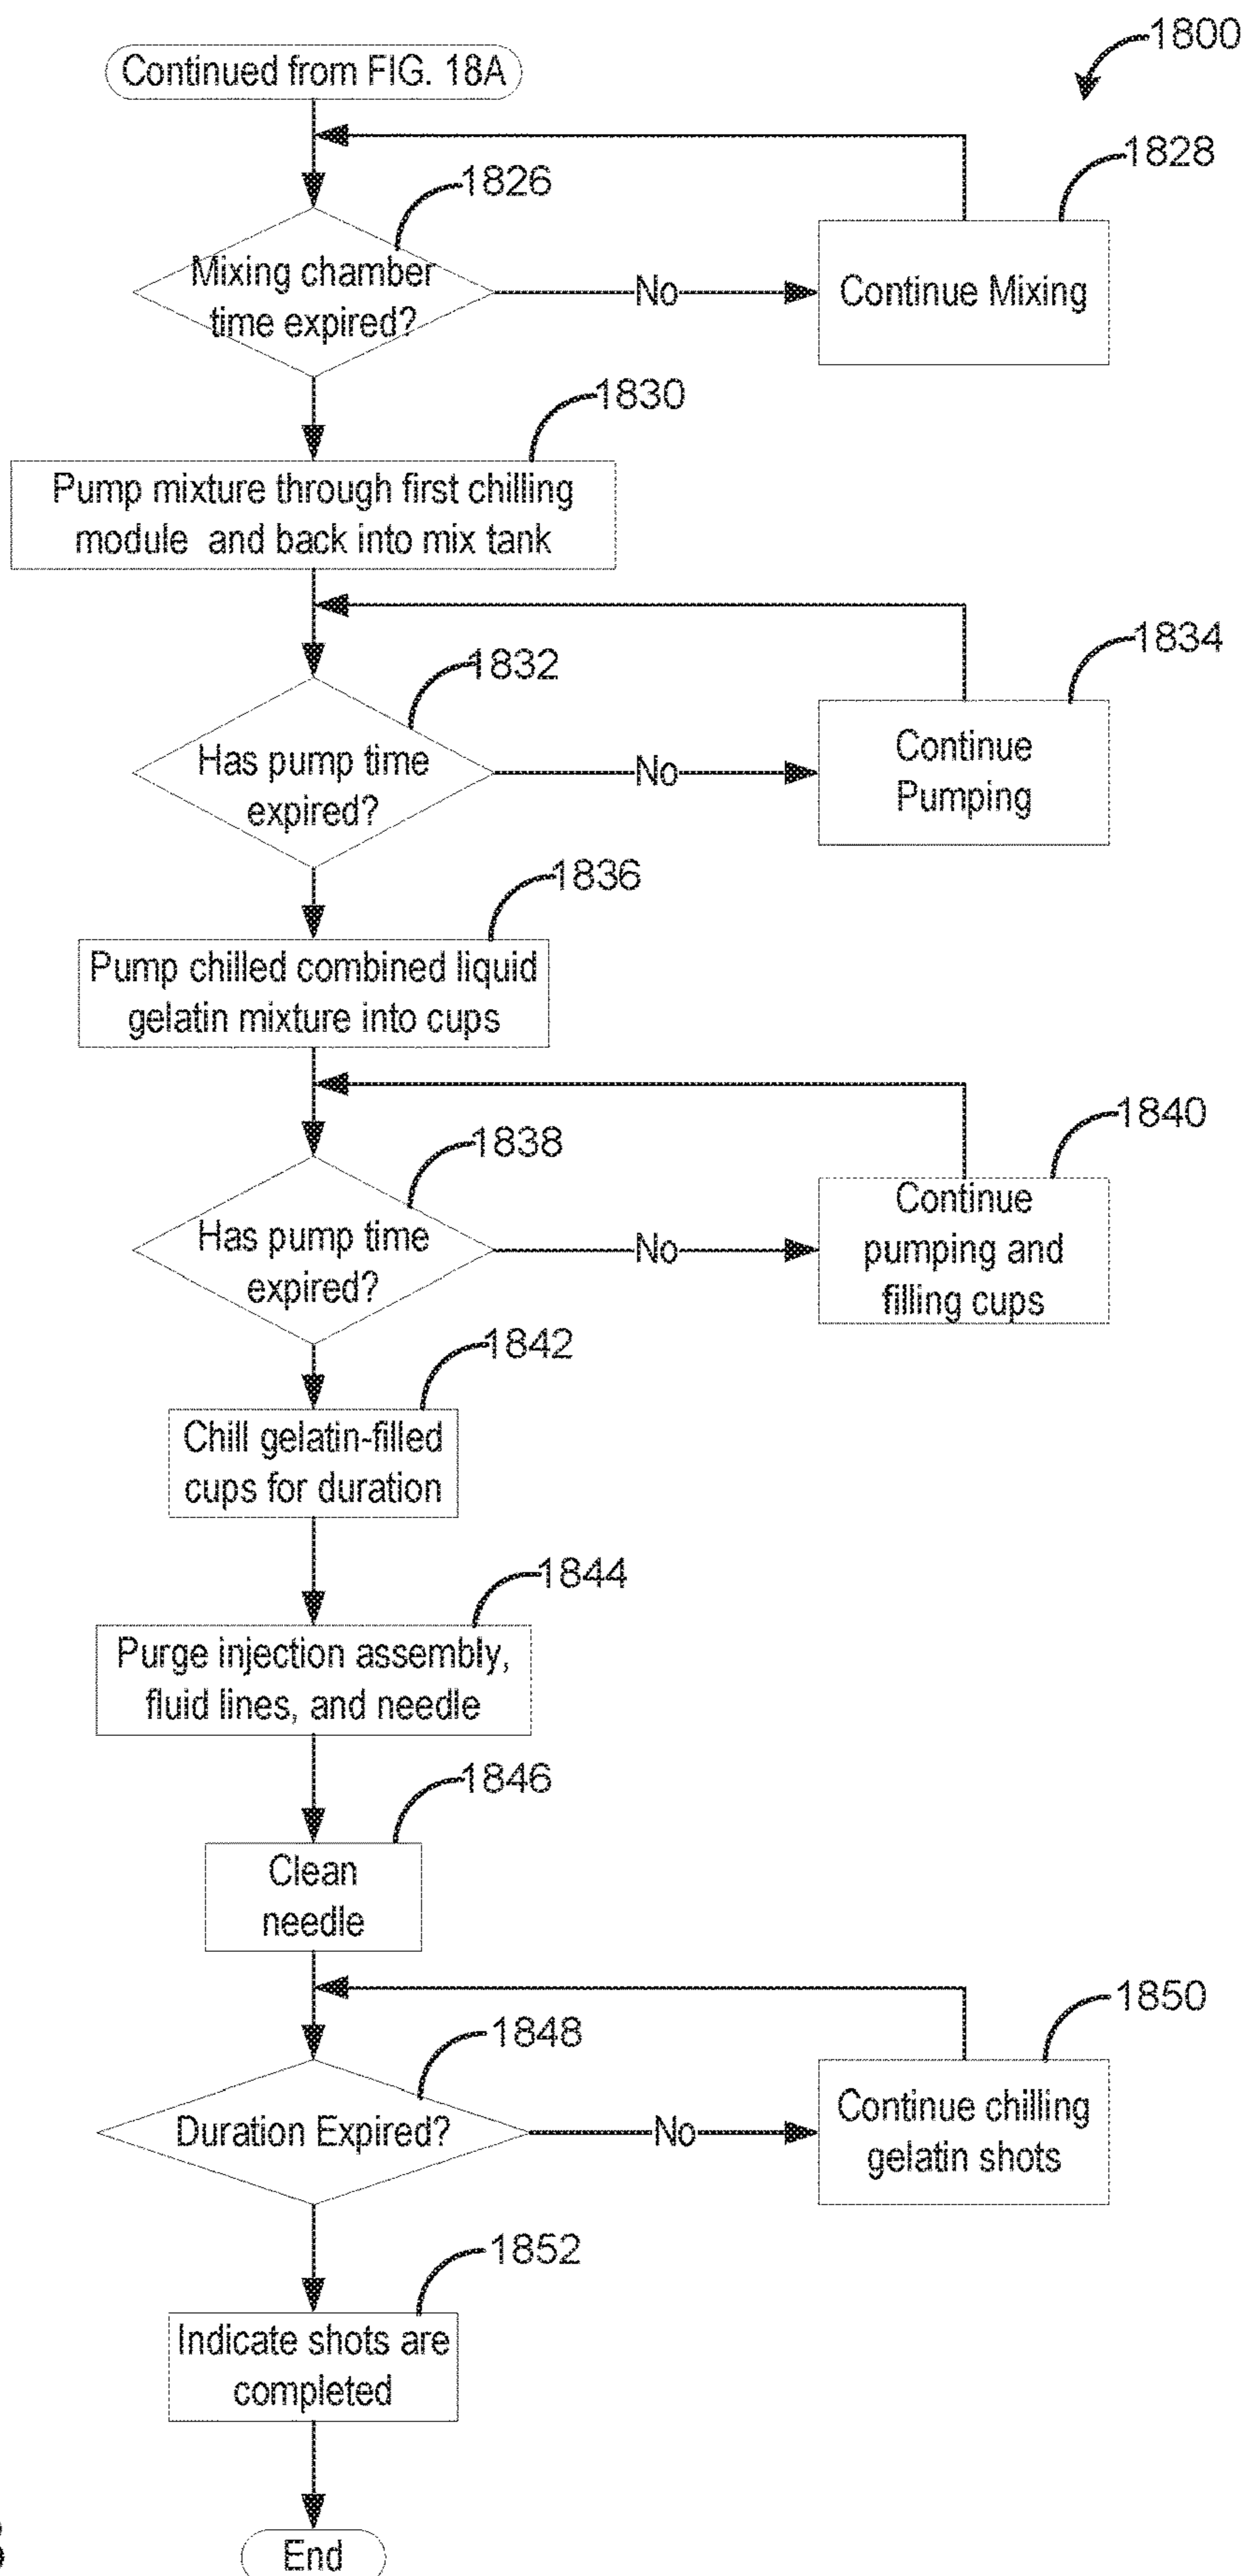 1800
Continued from FIG. 18A
1828
1826
Mixing chamber
time expired?
No
Continue Mixing
1830
Pump mixture through first chilling
module and back into mix tank
1834
1832
Has pump time
expired?
No
Continue
Pumping
1836
Pump chilled combined liquid
gelatin mixture into cups
1840
1838
Has pump time
expired?
No
Continue
pumping and
filling cups
1842
Chill gelatin-filled
cups for duration
1844
Purge injection assembly,
fluid lines, and needle
1846
Clean
needle
1850
1848
Duration Expired?
No
Continue chilling
gelatin shots
1852
Indicate shots are
completed
End